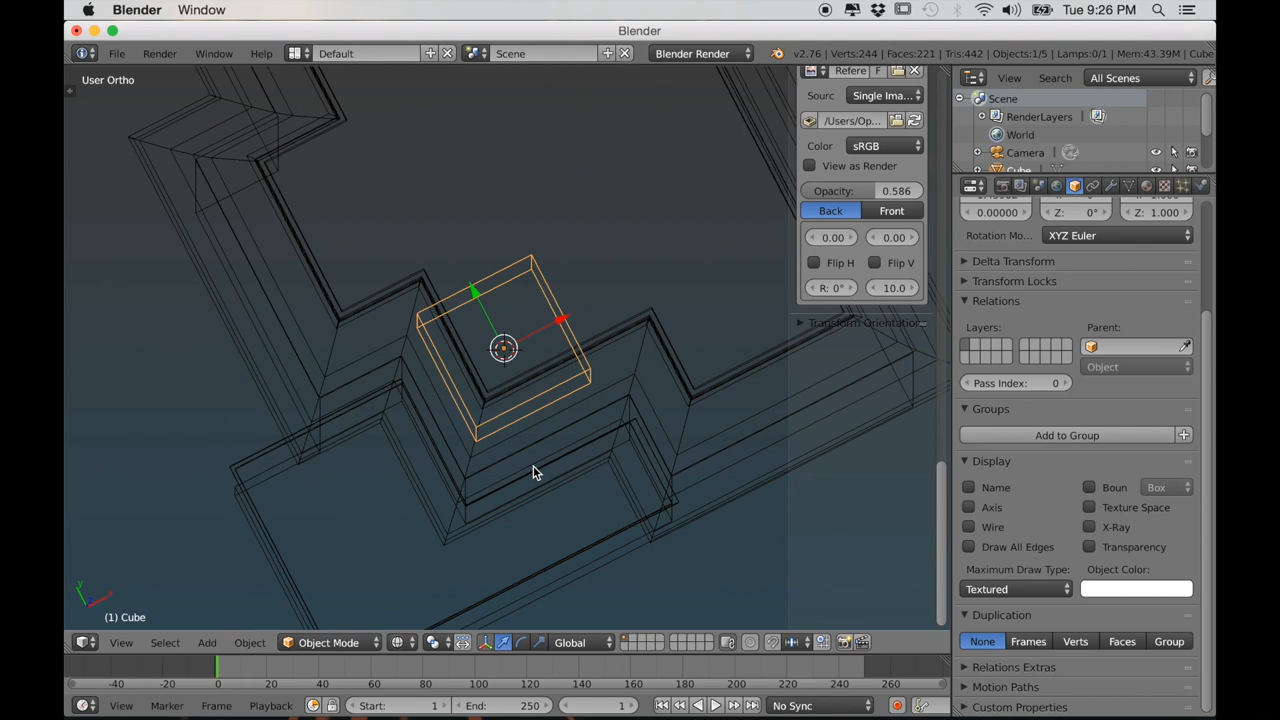 Blender Window Tue 9:26 PM
Blender
File Render Window Help Default Scene Blender Render v2.76 | Verts:244 | Faces:221 | Tris:442 | Objects:1/5 | Lamps:0/1 | Mem:43.39M | Cube
User Ortho
Refere F
View Search All Scenes
Sourc Single Ima...
Scene
/Users/Op...
RenderLayers
World
Color sRGB
Camera
View as Render
Cube
Opacity: 0.586
Back Front
0.00000 Z: 0° Z: 1.000
0.00 0.00
Rotation Mo... XYZ Euler
Flip H Flip V
Delta Transform
R: 0° 10.0
Transform Locks
Relations
Transform Orientation
Layers: Parent:
Object
Pass Index: 0
Groups
Add to Group
Display
Name Boun Box
Axis Texture Space
Wire X-Ray
Draw All Edges Transparency
Maximum Draw Type: Object Color:
Textured
Duplication
(1) Cube
None Frames Verts Faces Group
View Select Add Object Object Mode Global
Relations Extras
-40 -20 0 20 40 60 80 100 120 140 160 180 200 220 240 260
Motion Paths
View Marker Frame Playback Start: 1 End: 250 1 No Sync
Custom Properties